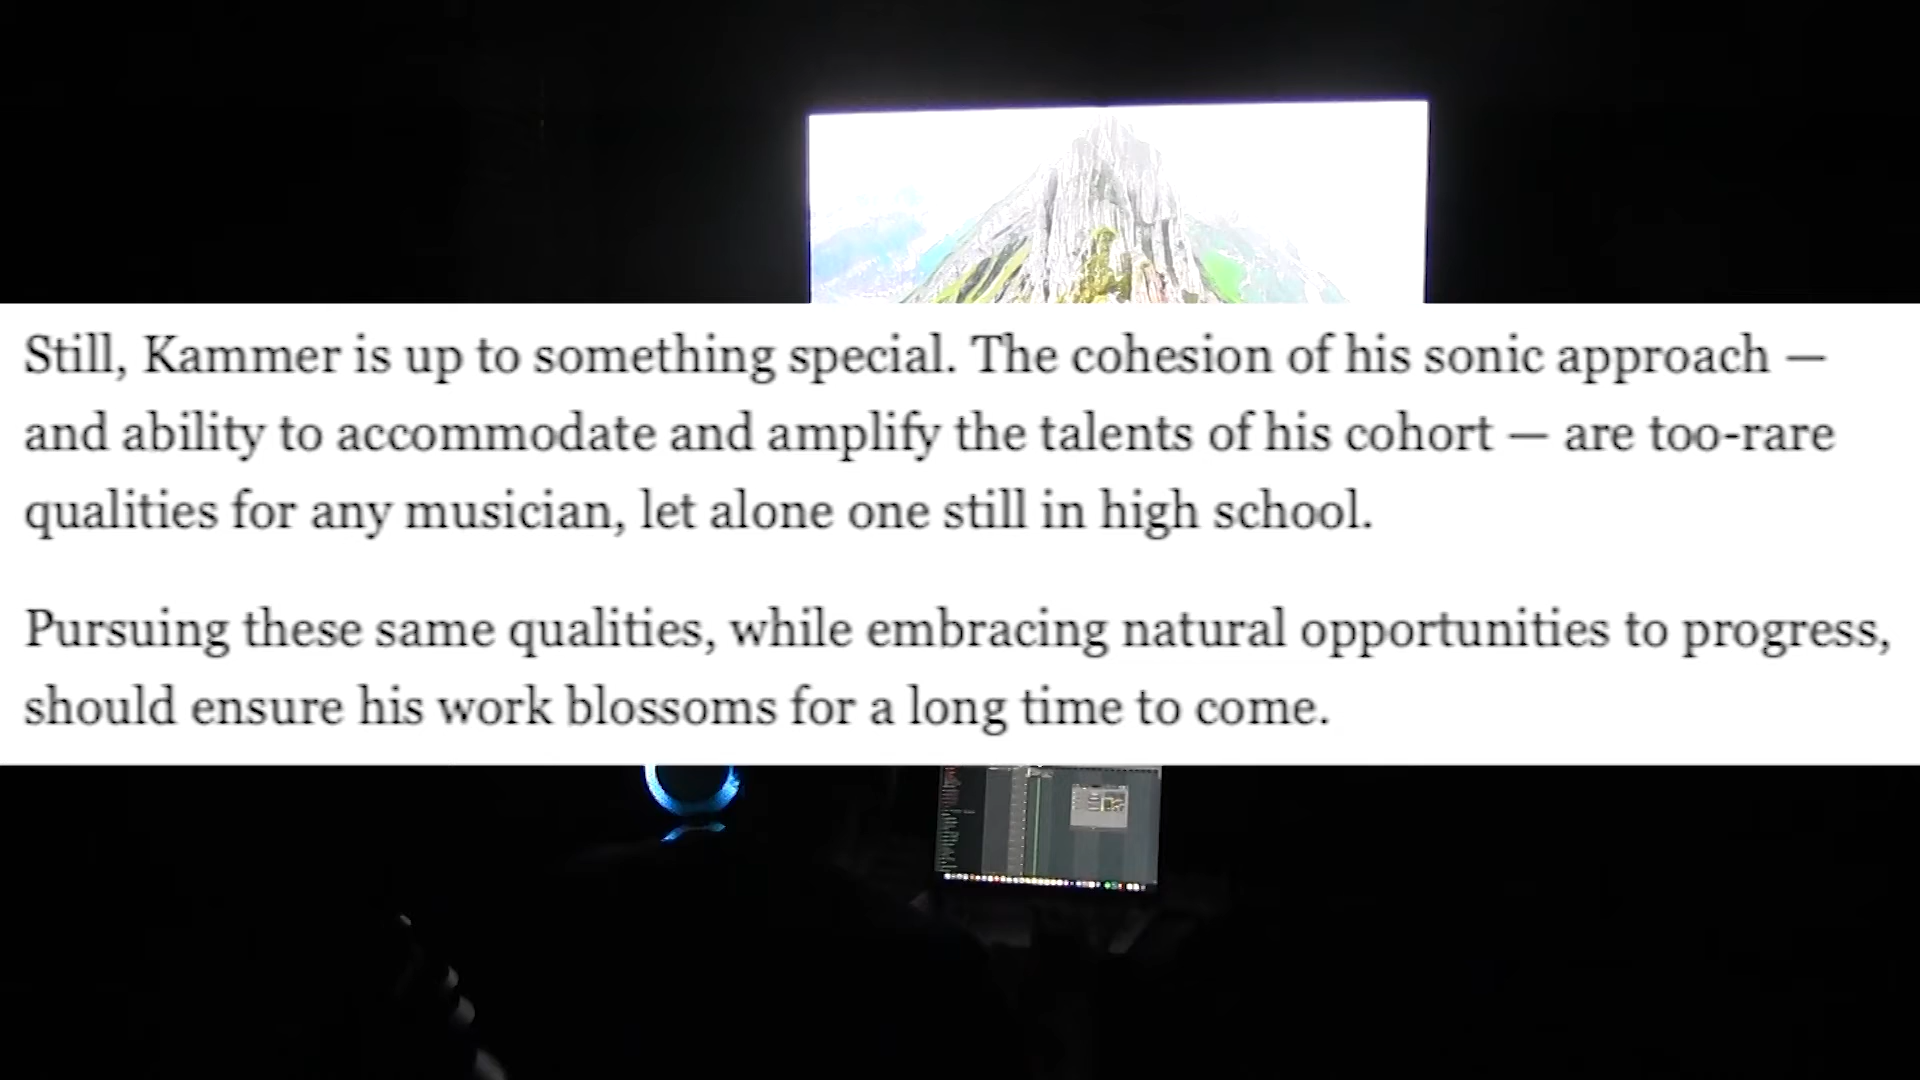 Still, Kammer is up to something special. The cohesion of his sonic approach —
and ability to accommodate and amplify the talents of his cohort — are too-rare
qualities for any musician, let alone one still in high school.
Pursuing these same qualities, while embracing natural opportunities to progress,
should ensure his work blossoms for a long time to come.